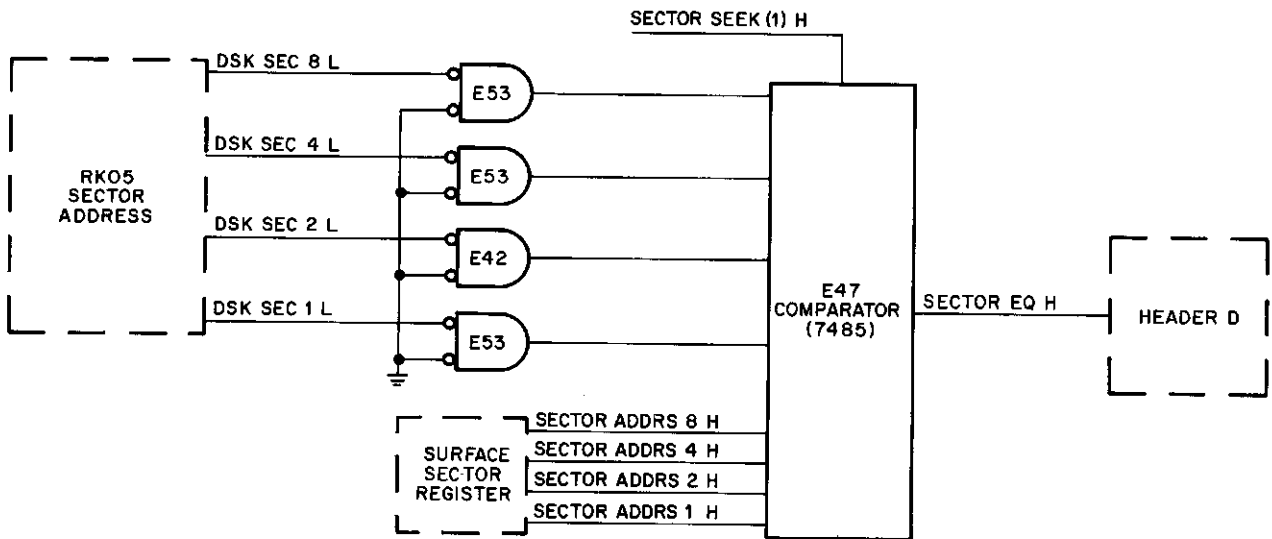 SECTOR SEEK (1) H
DSK SEC 8 L
E53
DSK SEC 4 L
E53
RK05
SECTOR
ADDRESS
DSK SEC 2 L
E42
DSK SEC 1 L
E53
E47
COMPARATOR
(7485)
SECTOR EQ H
HEADER D
SURFACE
SECTOR
REGISTER
SECTOR ADDRS 8 H
SECTOR ADDRS 4 H
SECTOR ADDRS 2 H
SECTOR ADDRS 1 H